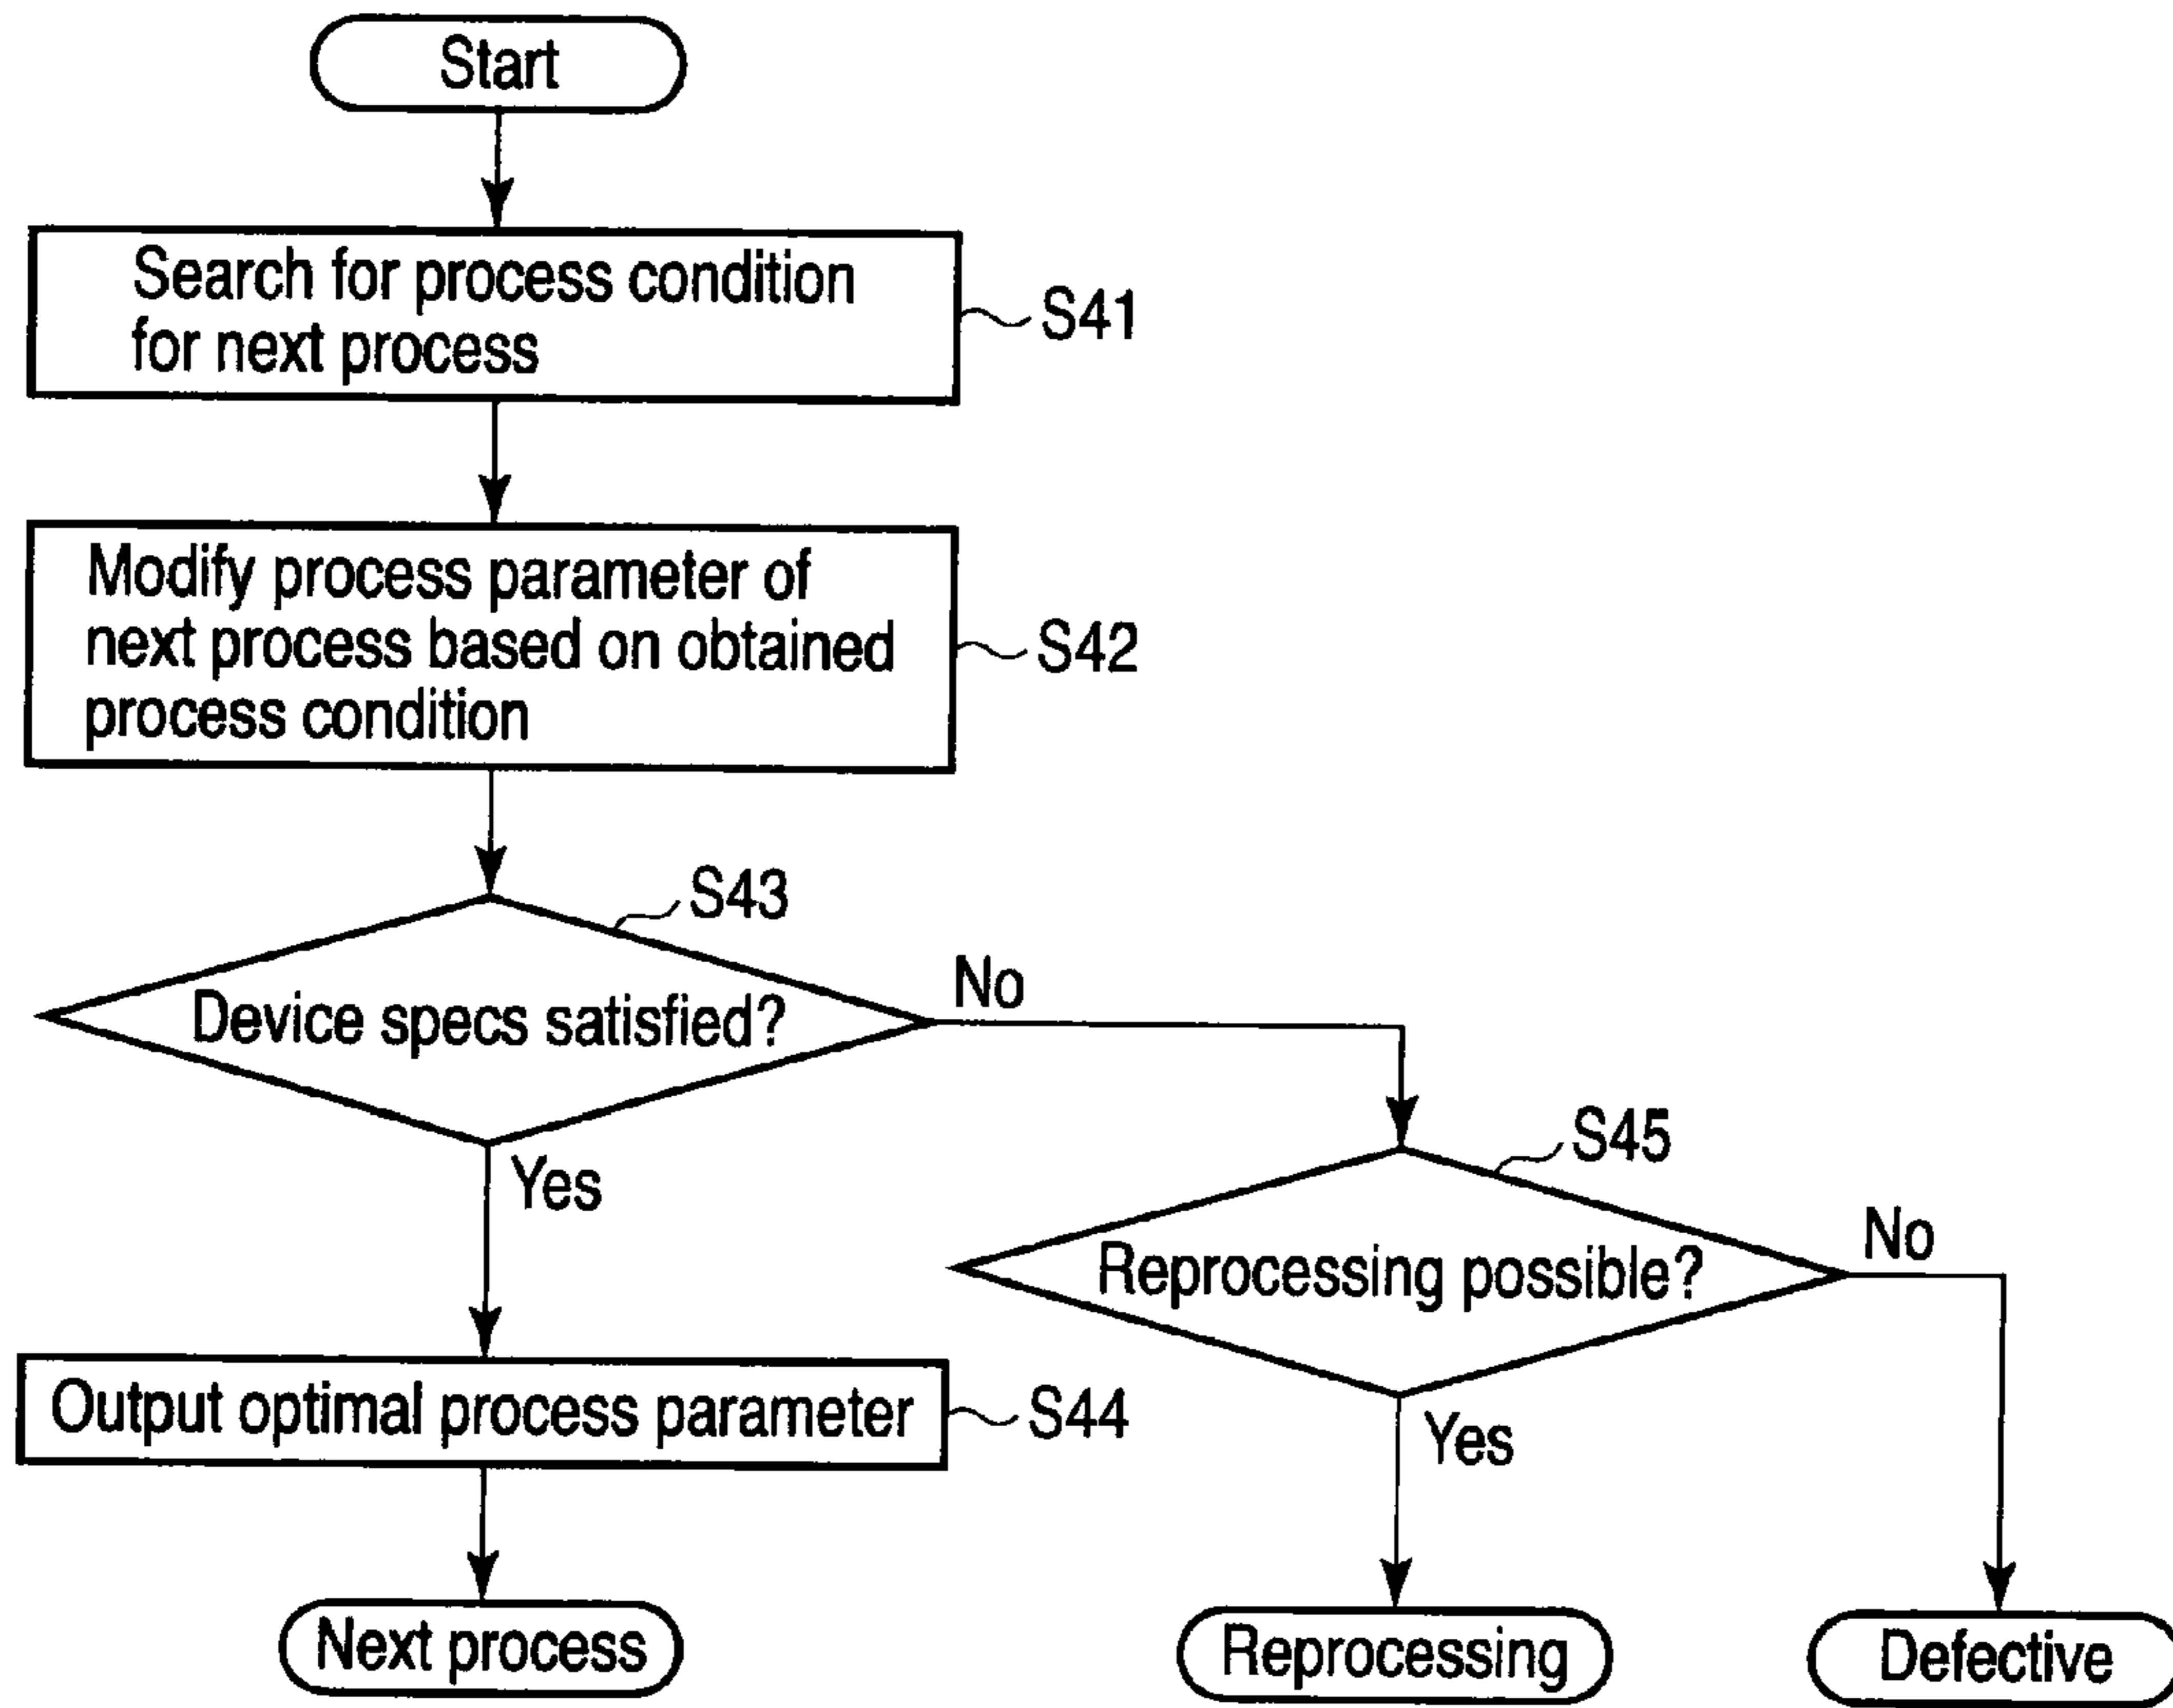 Start
Search for process condition
for next process
S41
Modify process parameter of
next process based on obtained
process condition
S42
S43
Device specs satisfied?
No
Yes
S45
Reprocessing possible?
No
Yes
Output optimal process parameter
S44
Next process
Reprocessing
Defective